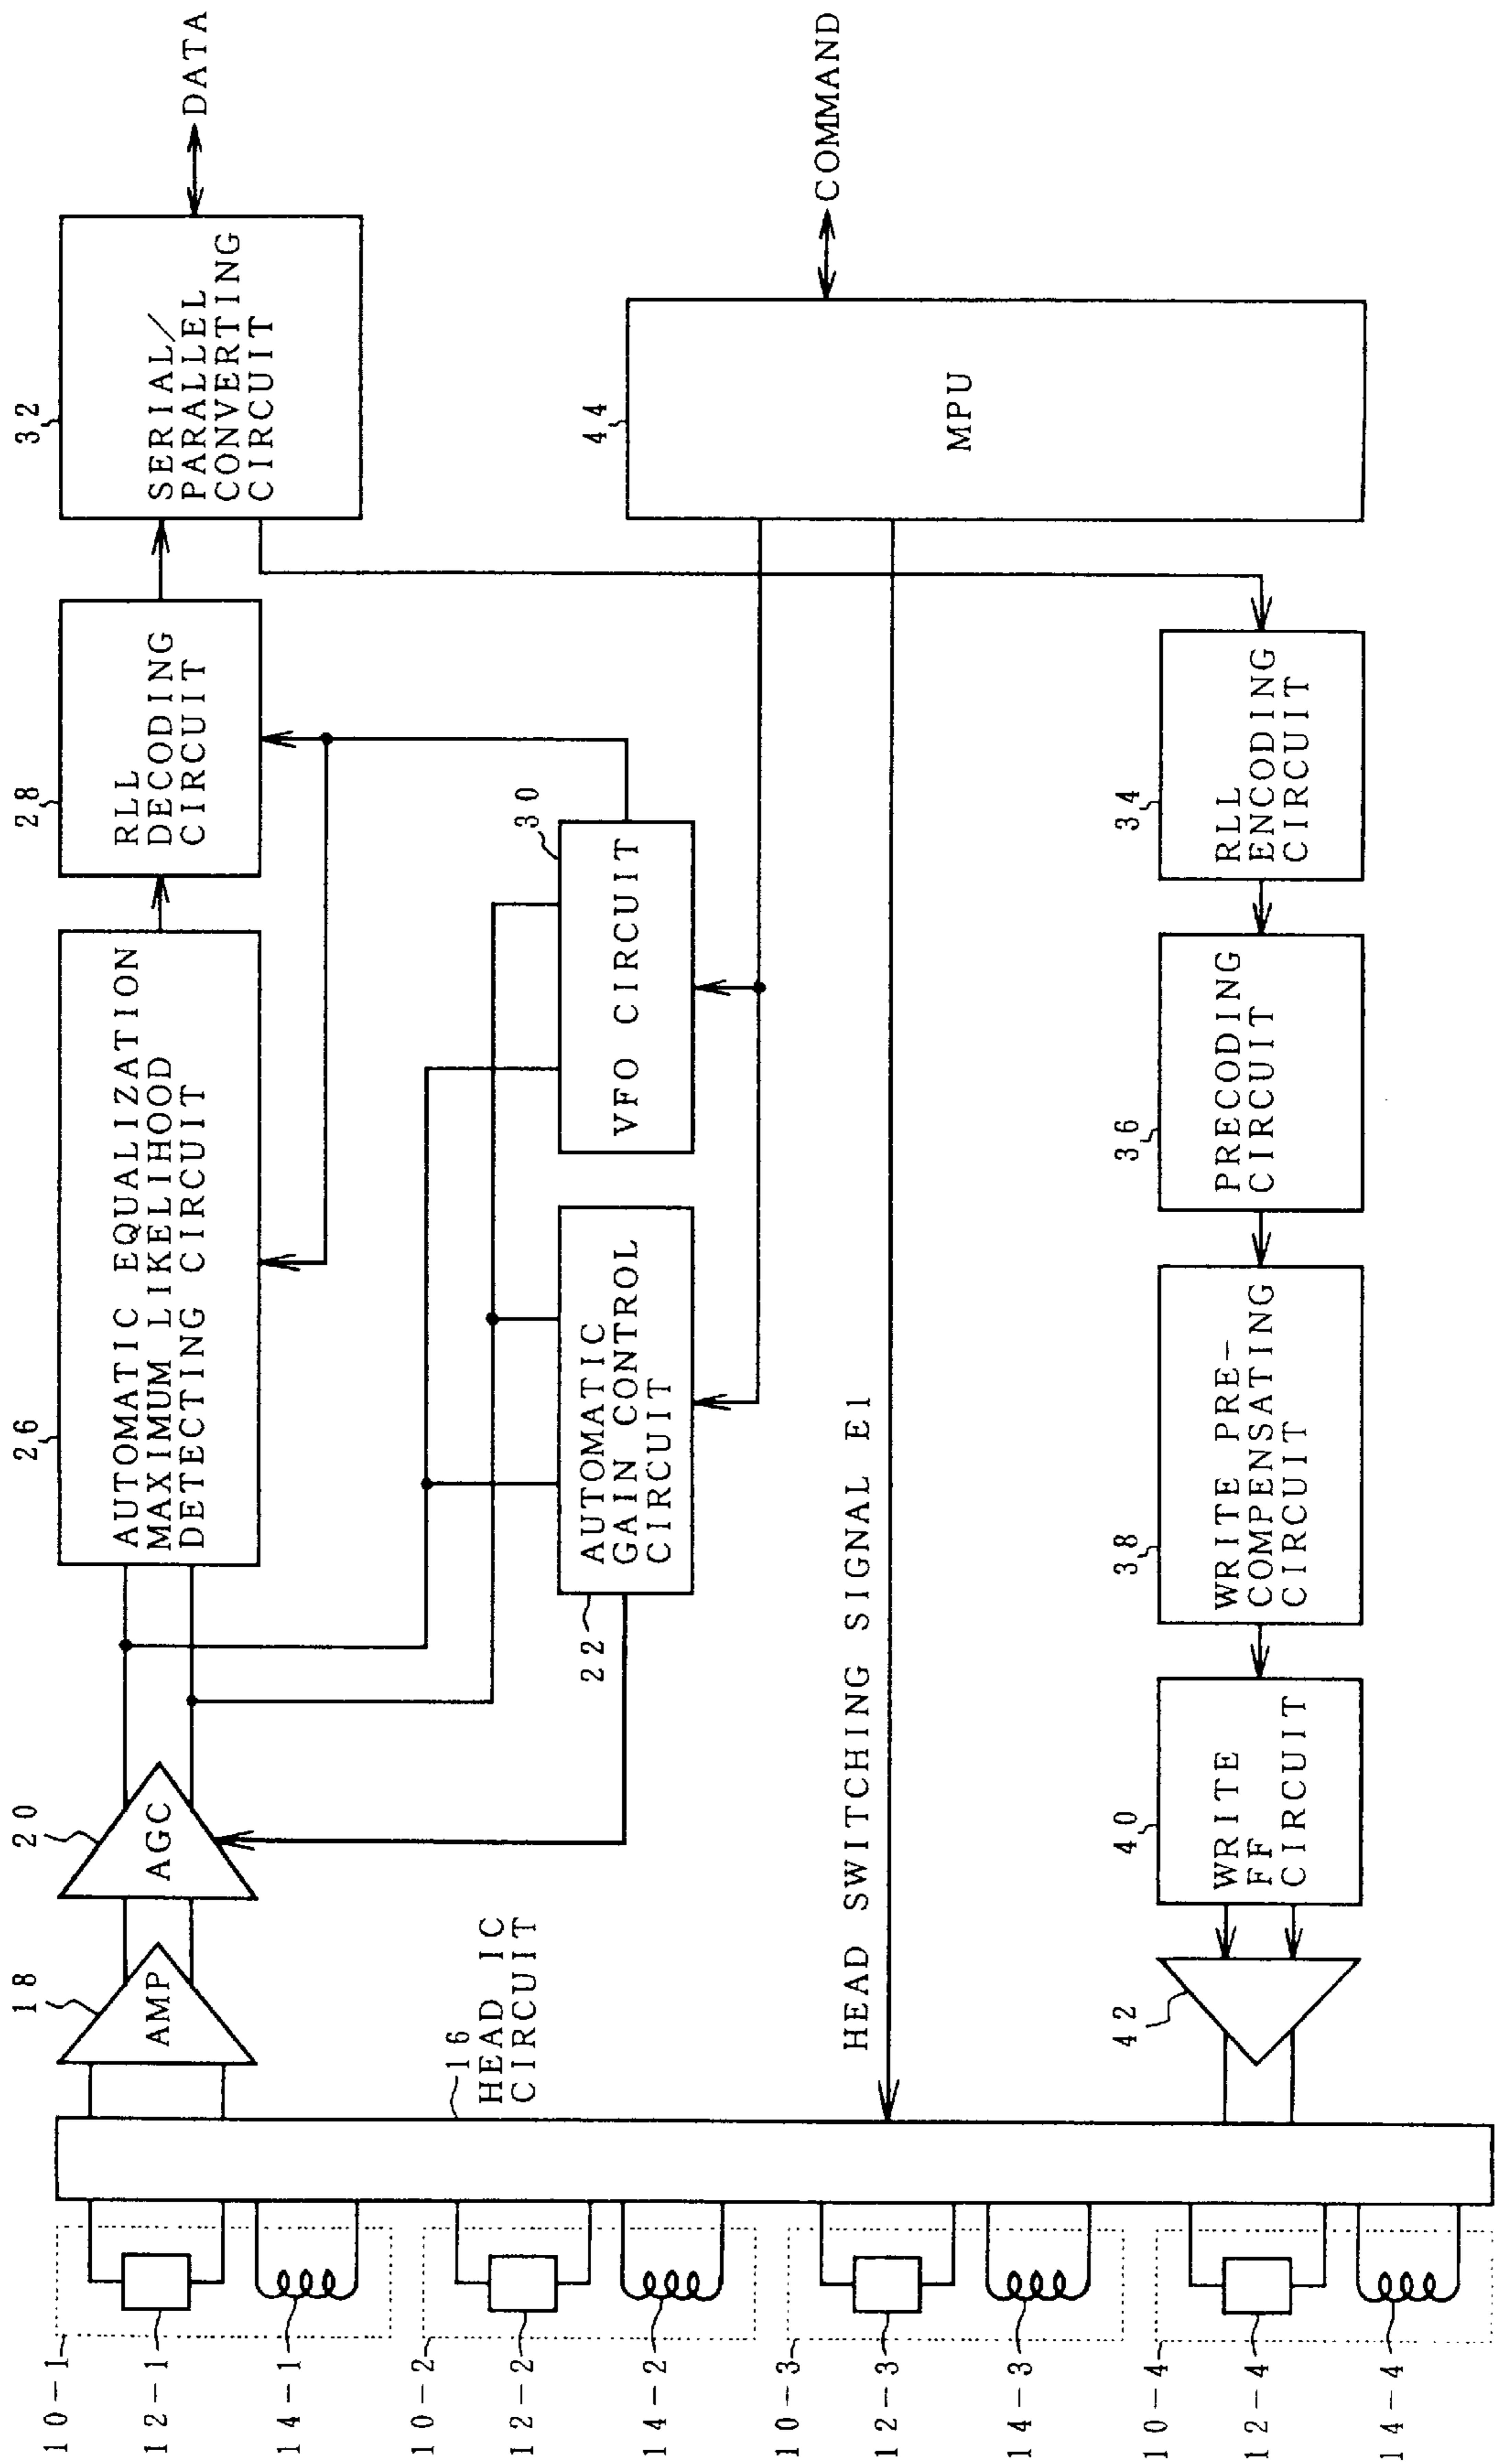 10-1
12-1
14-1
10-2
12-2
14-2
10-3
12-3
14-3
10-4
12-4
14-4
16
HEAD IC
CIRCUIT
18
AMP
20
AGC
26
AUTOMATIC EQUALIZATION
MAXIMUM LIKELIHOOD
DETECTING CIRCUIT
28
RLL
DECODING
CIRCUIT
32
SERIAL/
PARALLEL
CONVERTING
CIRCUIT
DATA
22
AUTOMATIC
GAIN CONTROL
CIRCUIT
30
VFO CIRCUIT
HEAD SWITCHING SIGNAL E1
44
MPU
COMMAND
42
40
WRITE
FF
CIRCUIT
38
WRITE PRE-
COMPENSATING
CIRCUIT
36
PRECODING
CIRCUIT
34
RLL
ENCODING
CIRCUIT